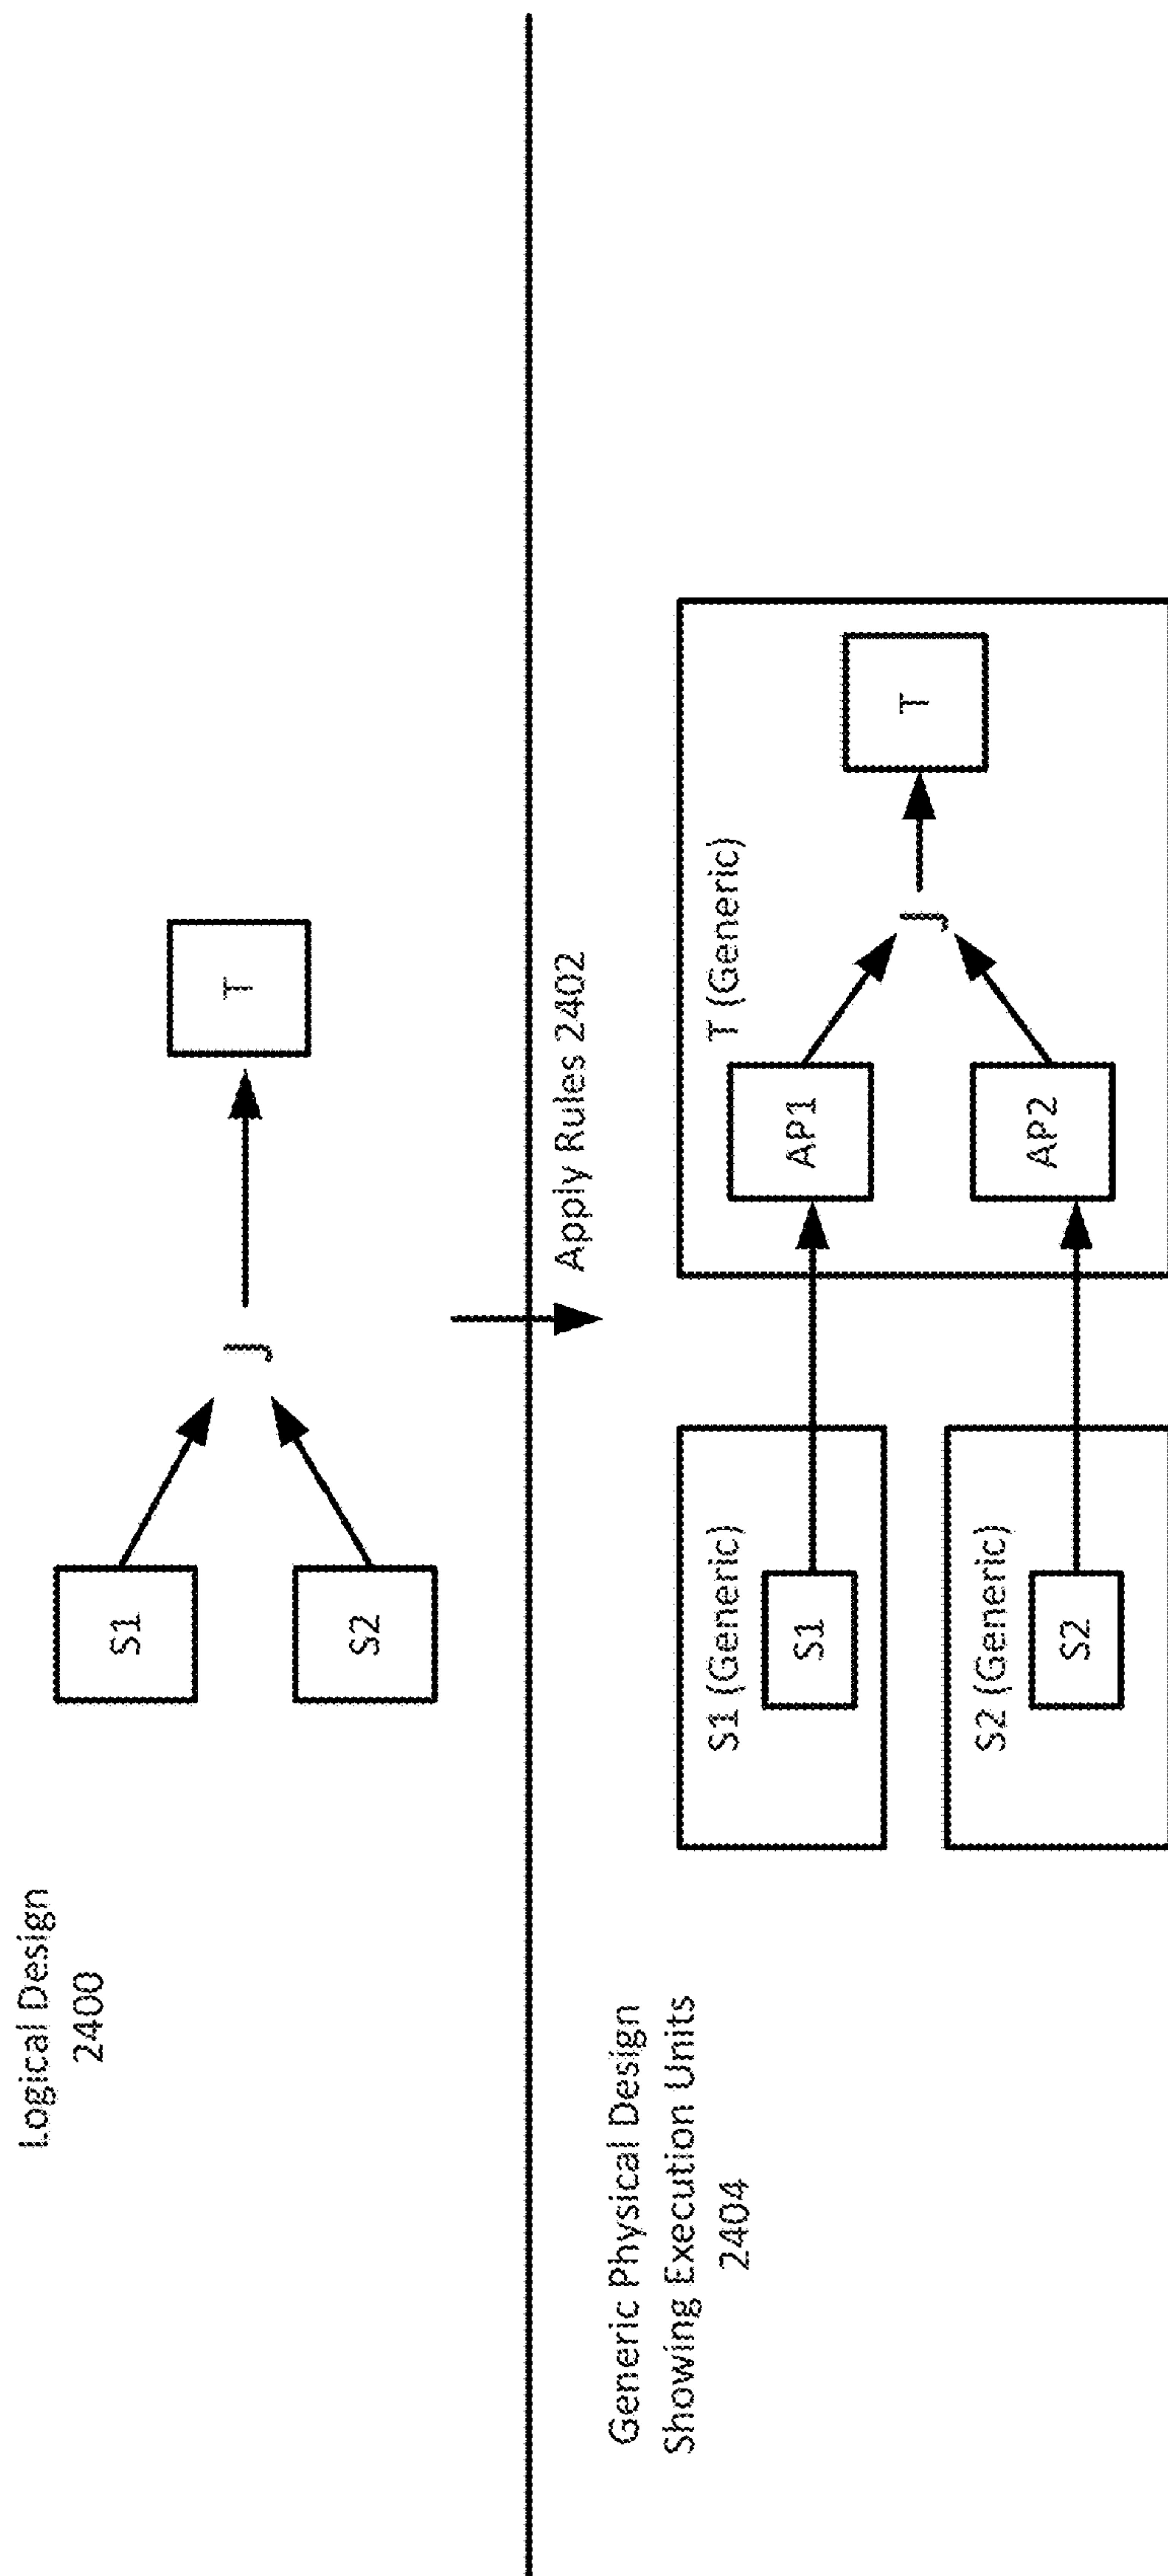 Logical Design
2400
S1
S2
J
T
Apply Rules 2402
Generic Physical Design
Showing Execution Units
2404
S1 (Generic)
S1
S2 (Generic)
S2
T (Generic)
AP1
AP2
J
T